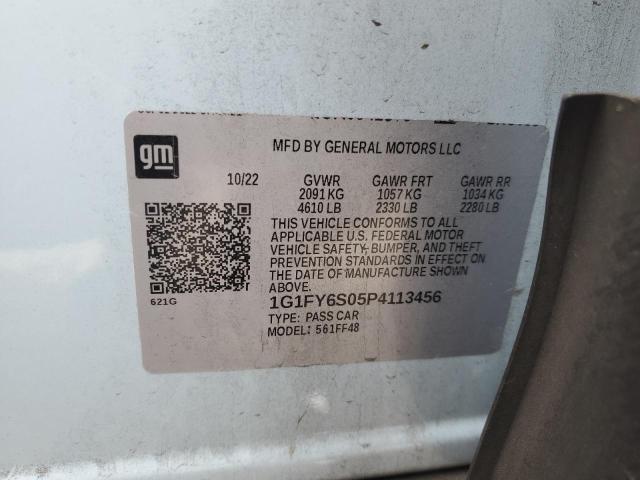 gm
MFD BY GENERAL MOTORS LLC
10/22 GVWR GAWR FRT GAWR RR
2091 KG 1057 KG 1034 KG
4610 LB 2330 LB 2280 LB
THIS VEHICLE CONFORMS TO ALL
APPLICABLE U.S. FEDERAL MOTOR
VEHICLE SAFETY, BUMPER, AND THEFT
PREVENTION STANDARDS IN EFFECT ON
THE DATE OF MANUFACTURE SHOWN
ABOVE.
621G
1G1FY6S05P4113456
TYPE: PASS CAR
MODEL: 561FF48